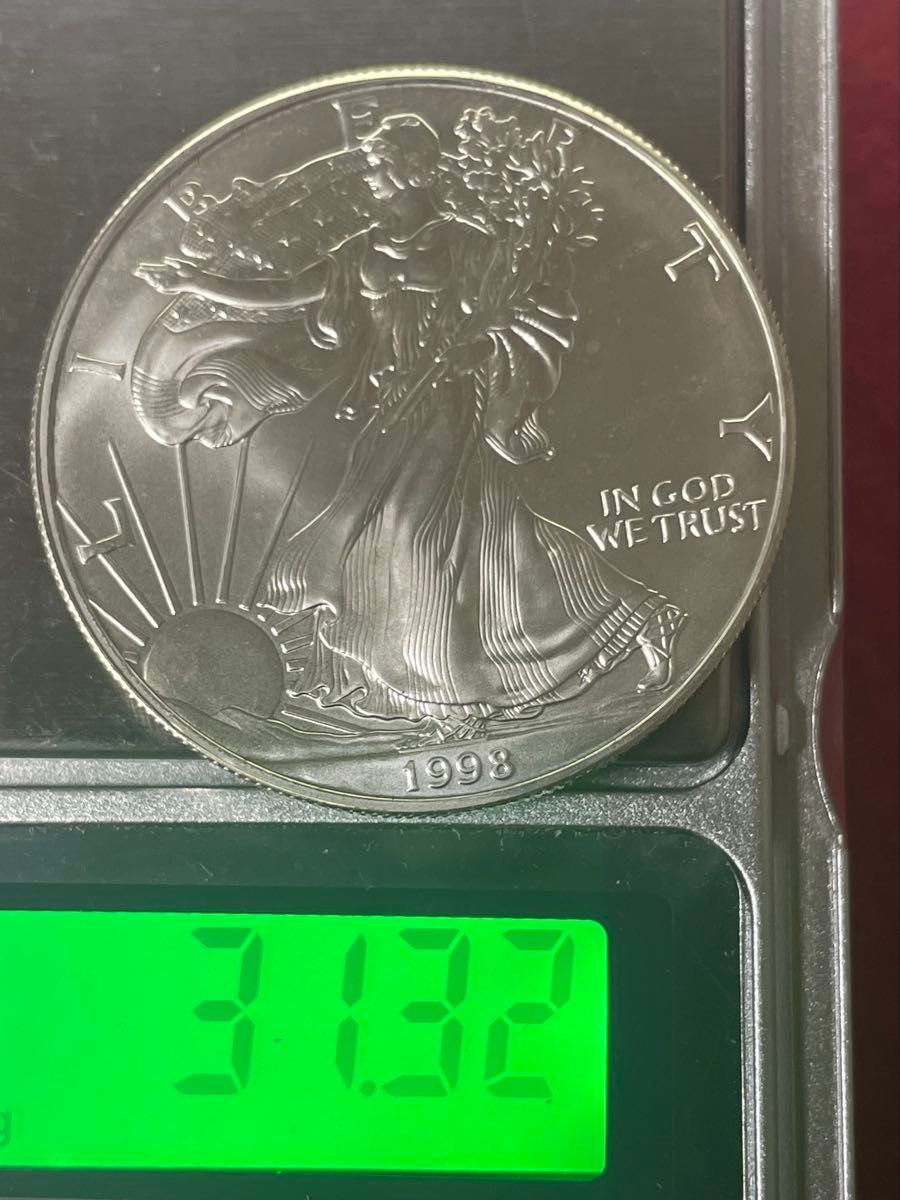 LIBERTY
IN GOD
WE TRUST
1998
31.32
g